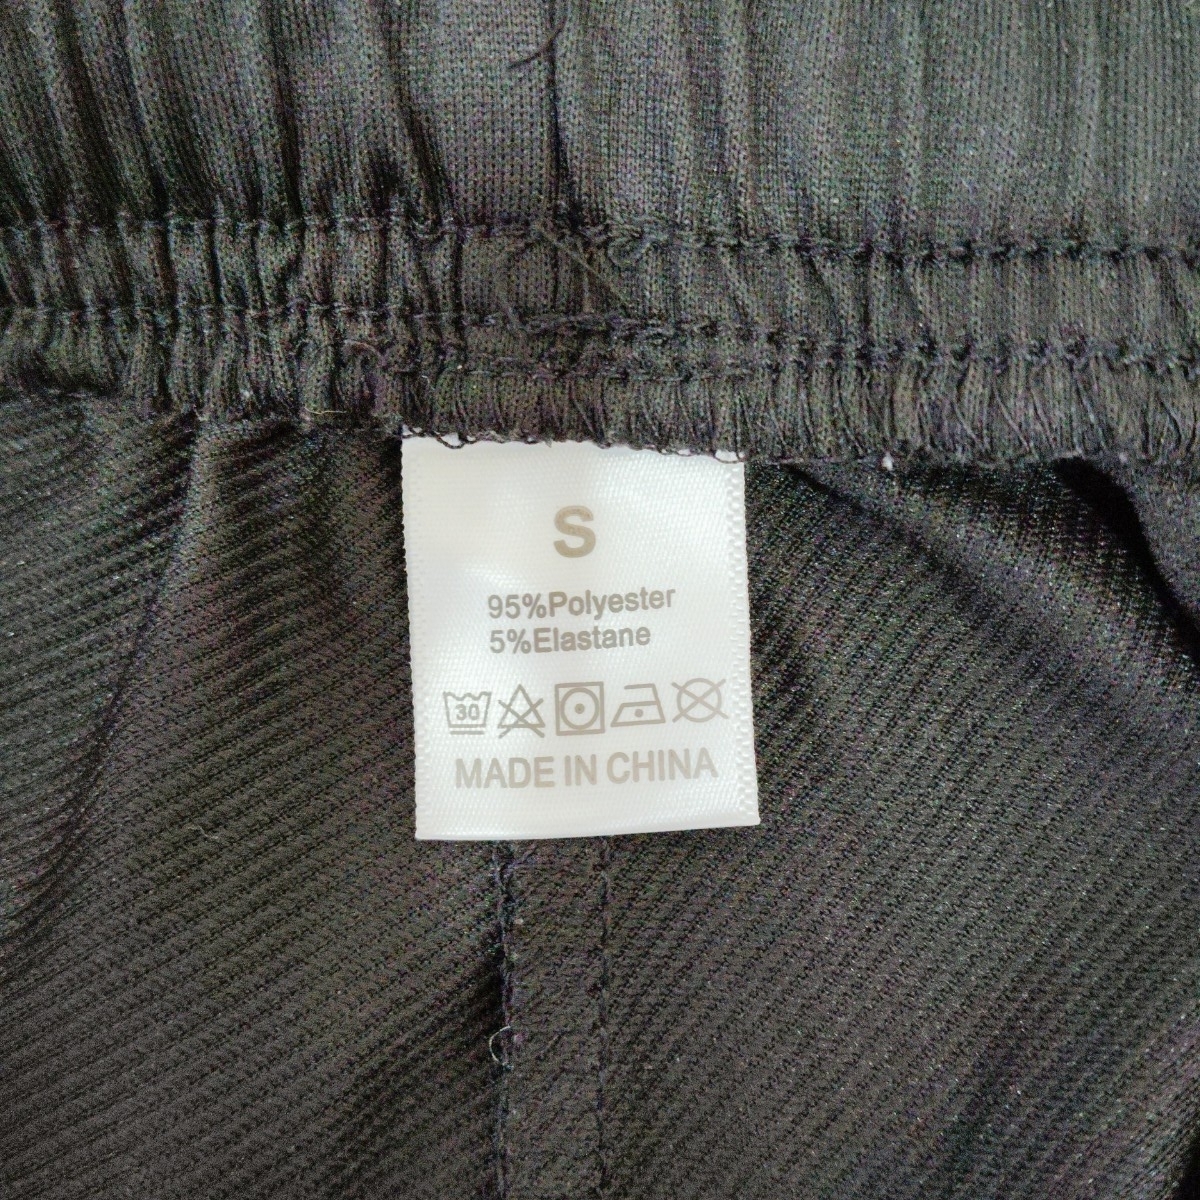 S
95%Polyester
5%Elastane
30
MADE IN CHINA